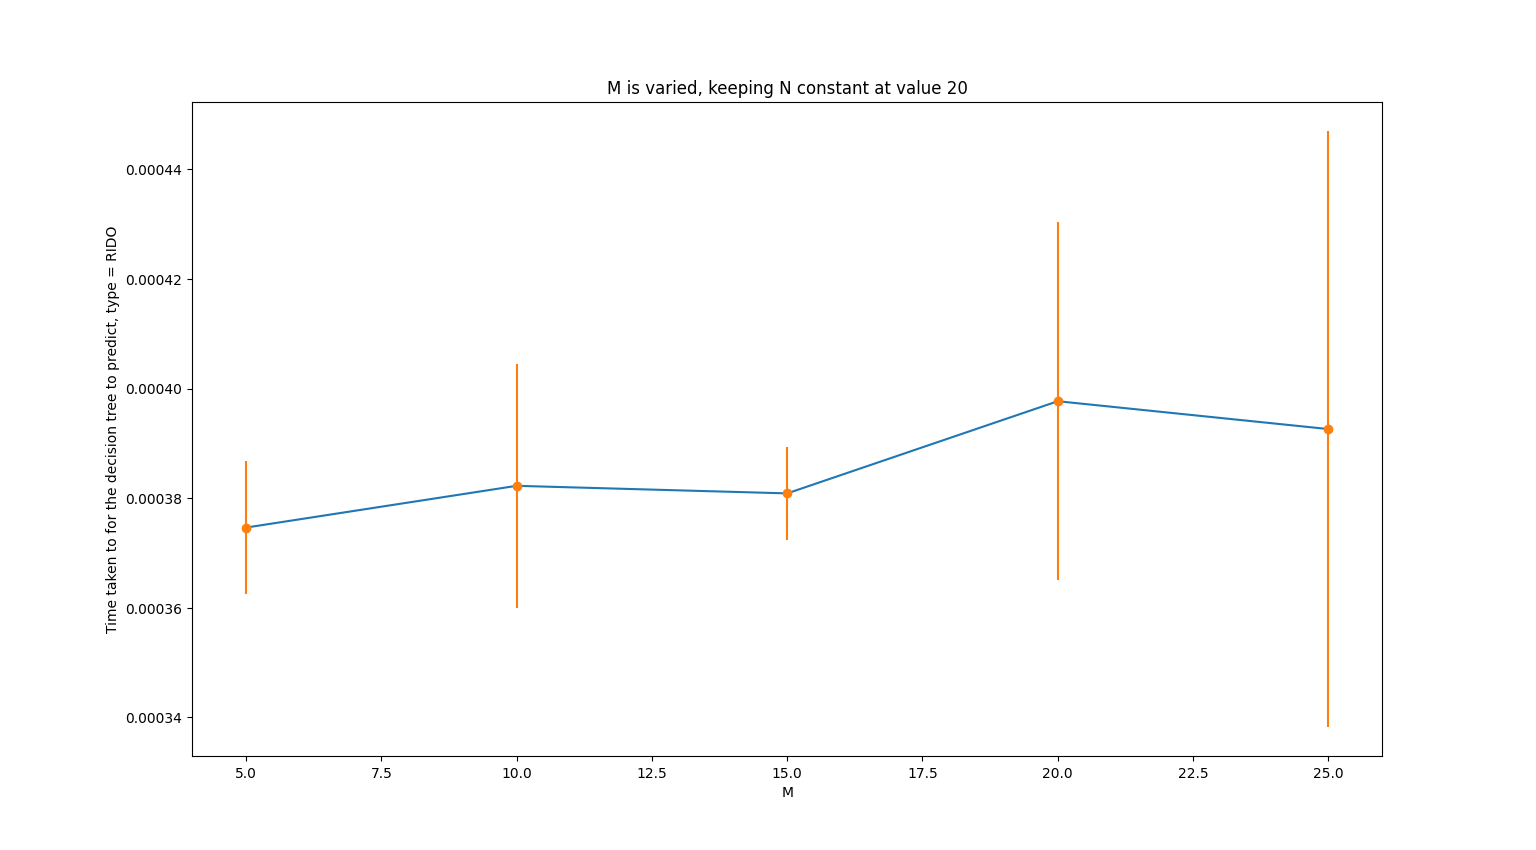 M is varied, keeping N constant at value 20
Time taken to for the decision tree to predict, type = RIDO
0.00044
0.00042
0.00040
0.00038
0.00036
0.00034
5.0 7.5 10.0 12.5 15.0 17.5 20.0 22.5 25.0
M